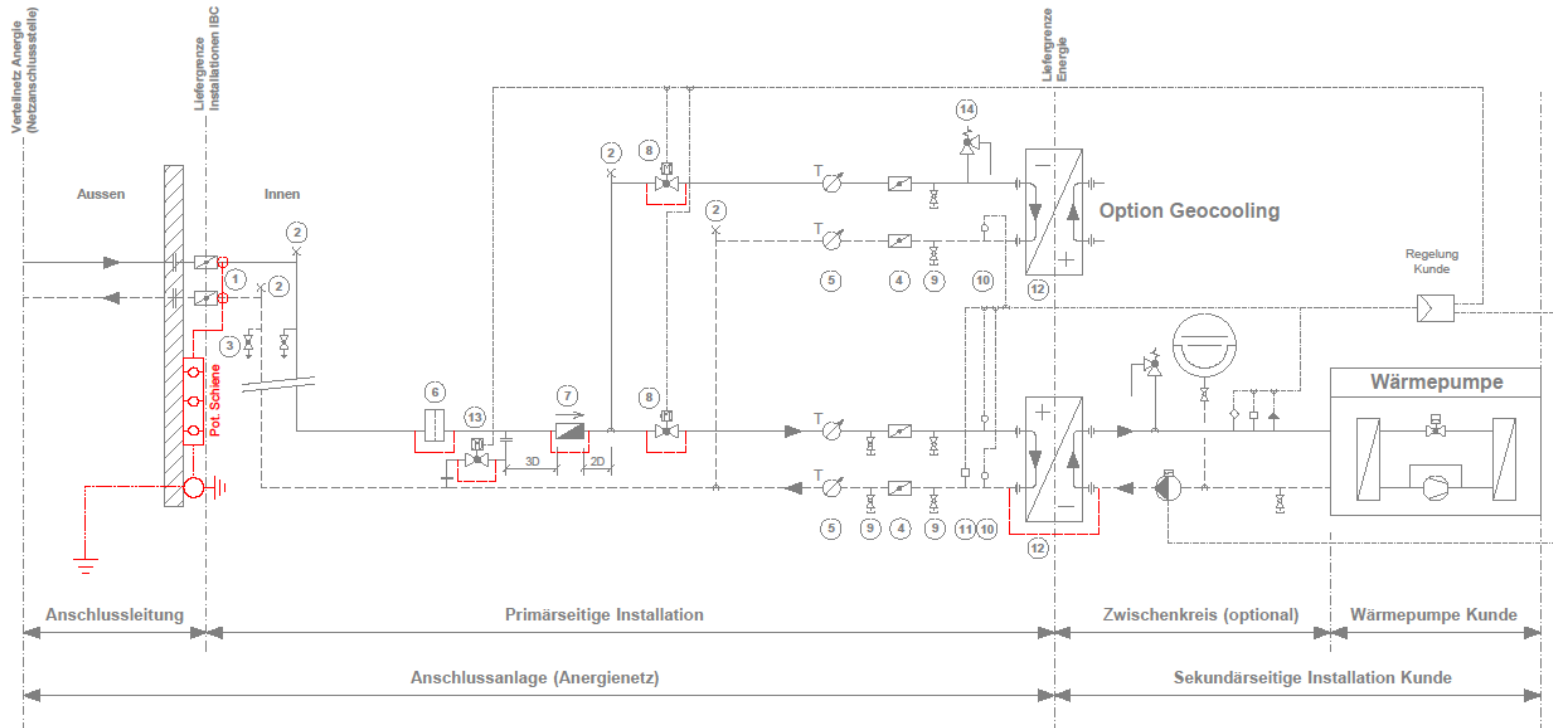 Verteilnetz Anergie
(Netzanschlussstelle)
Liefergrenze
Installationen IBC
Liefergrenze
Energie
Aussen
Innen
14
2
8
2
T
T
Option Geocooling
2
1
2
5
4
9
10
12
Regelung
Kunde
3
Pot. Schiene
6
7
8
13
3D
2D
T
T
Wärmepumpe
5
9
4
9
11
10
12
Anschlussleitung
Primärseitige Installation
Zwischenkreis (optional)
Wärmepumpe Kunde
Anschlussanlage (Anergienetz)
Sekundärseitige Installation Kunde